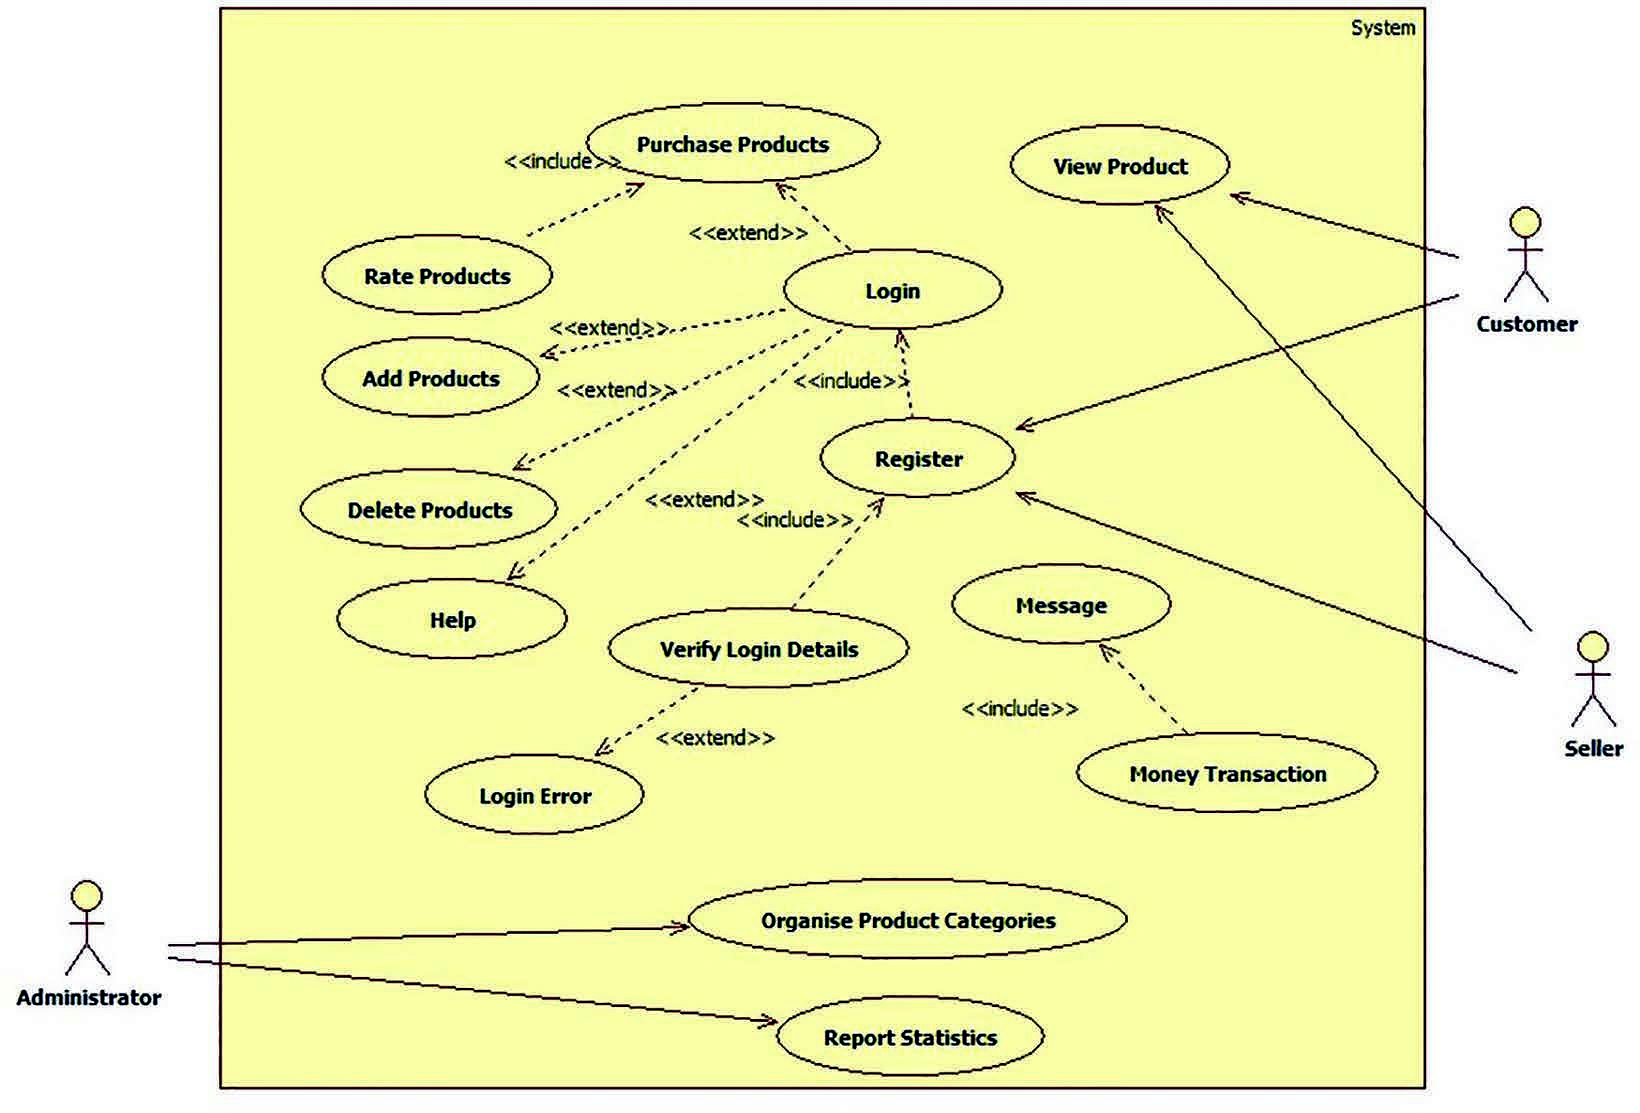 System
Purchase Products
<<include>>
View Product
<<extend>>
Rate Products
Login
Customer
<<extend>>
Add Products
<<extend>>
<<include>>
Register
Delete Products
<<extend>>
<<include>>
Message
Help
Verify Login Details
<<include>>
<<extend>>
Seller
Money Transaction
Login Error
Organise Product Categories
Administrator
Report Statistics